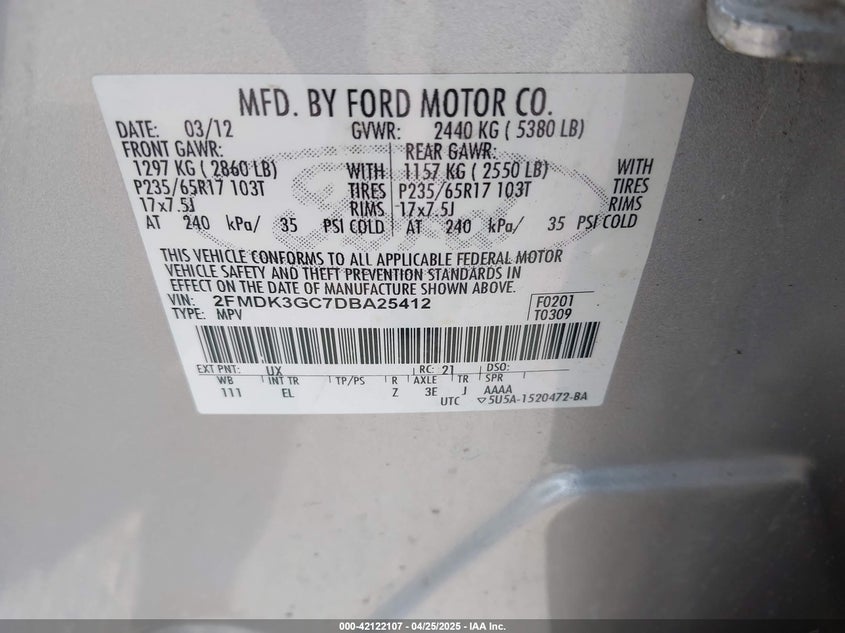 MFD. BY FORD MOTOR CO.
DATE: 03/12 GVWR: 2440 KG ( 5380 LB)
FRONT GAWR: REAR GAWR:
1297 KG ( 2860 LB) WITH 1157 KG ( 2550 LB) WITH
P235/65R17 103T TIRES P235/65R17 103T TIRES
17x7.5J RIMS 17x7.5J RIMS
AT 240 kPa/ 35 PSI COLD AT 240 kPa/ 35 PSI COLD
THIS VEHICLE CONFORMS TO ALL APPLICABLE FEDERAL MOTOR
VEHICLE SAFETY AND THEFT PREVENTION STANDARDS IN
EFFECT ON THE DATE OF MANUFACTURE SHOWN ABOVE.
VIN: 2FMDK3GC7DBA25412 F0201
TYPE: MPV T0309
EXT PNT: UX RC: 21 DSO:
WB INT TR TP/PS R AXLE TR SPR
111 EL Z 3E J AAAA
UTC ▽5U5A-1520472-BA
000-42122107 - 04/25/2025 - IAA Inc.